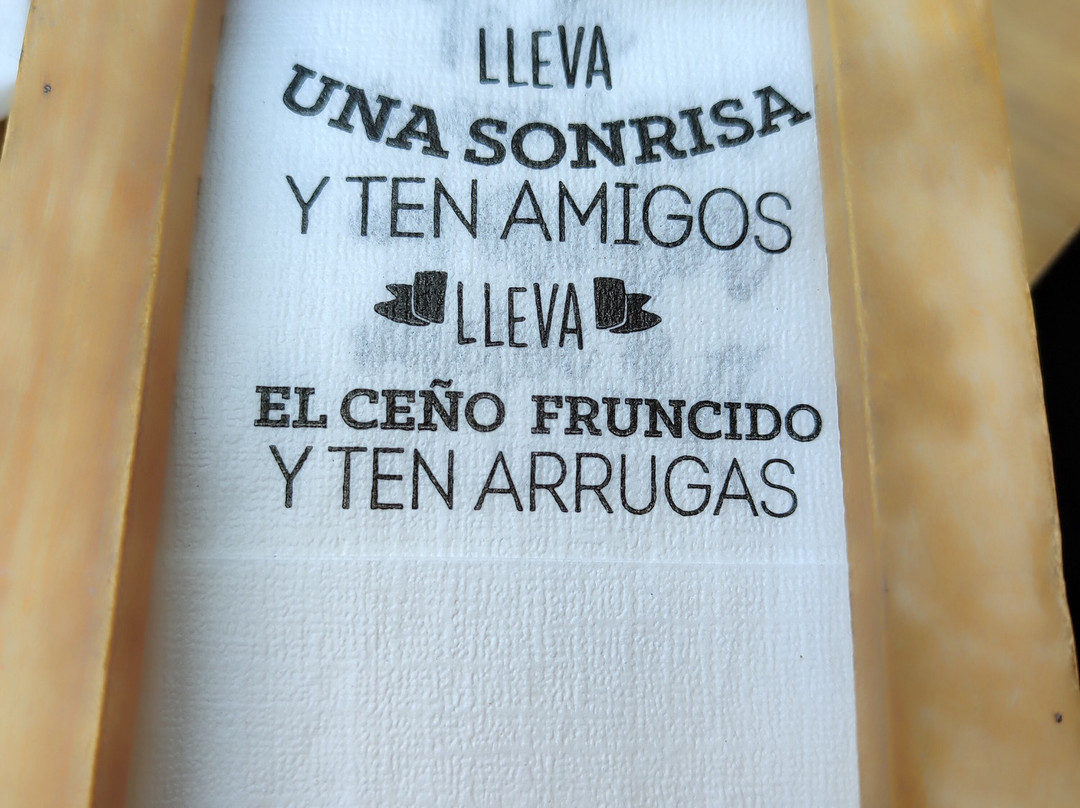 LLEVA
UNA SONRISA
Y TEN AMIGOS
LLEVA
EL CEÑO FRUNCIDO
Y TEN ARRUGAS